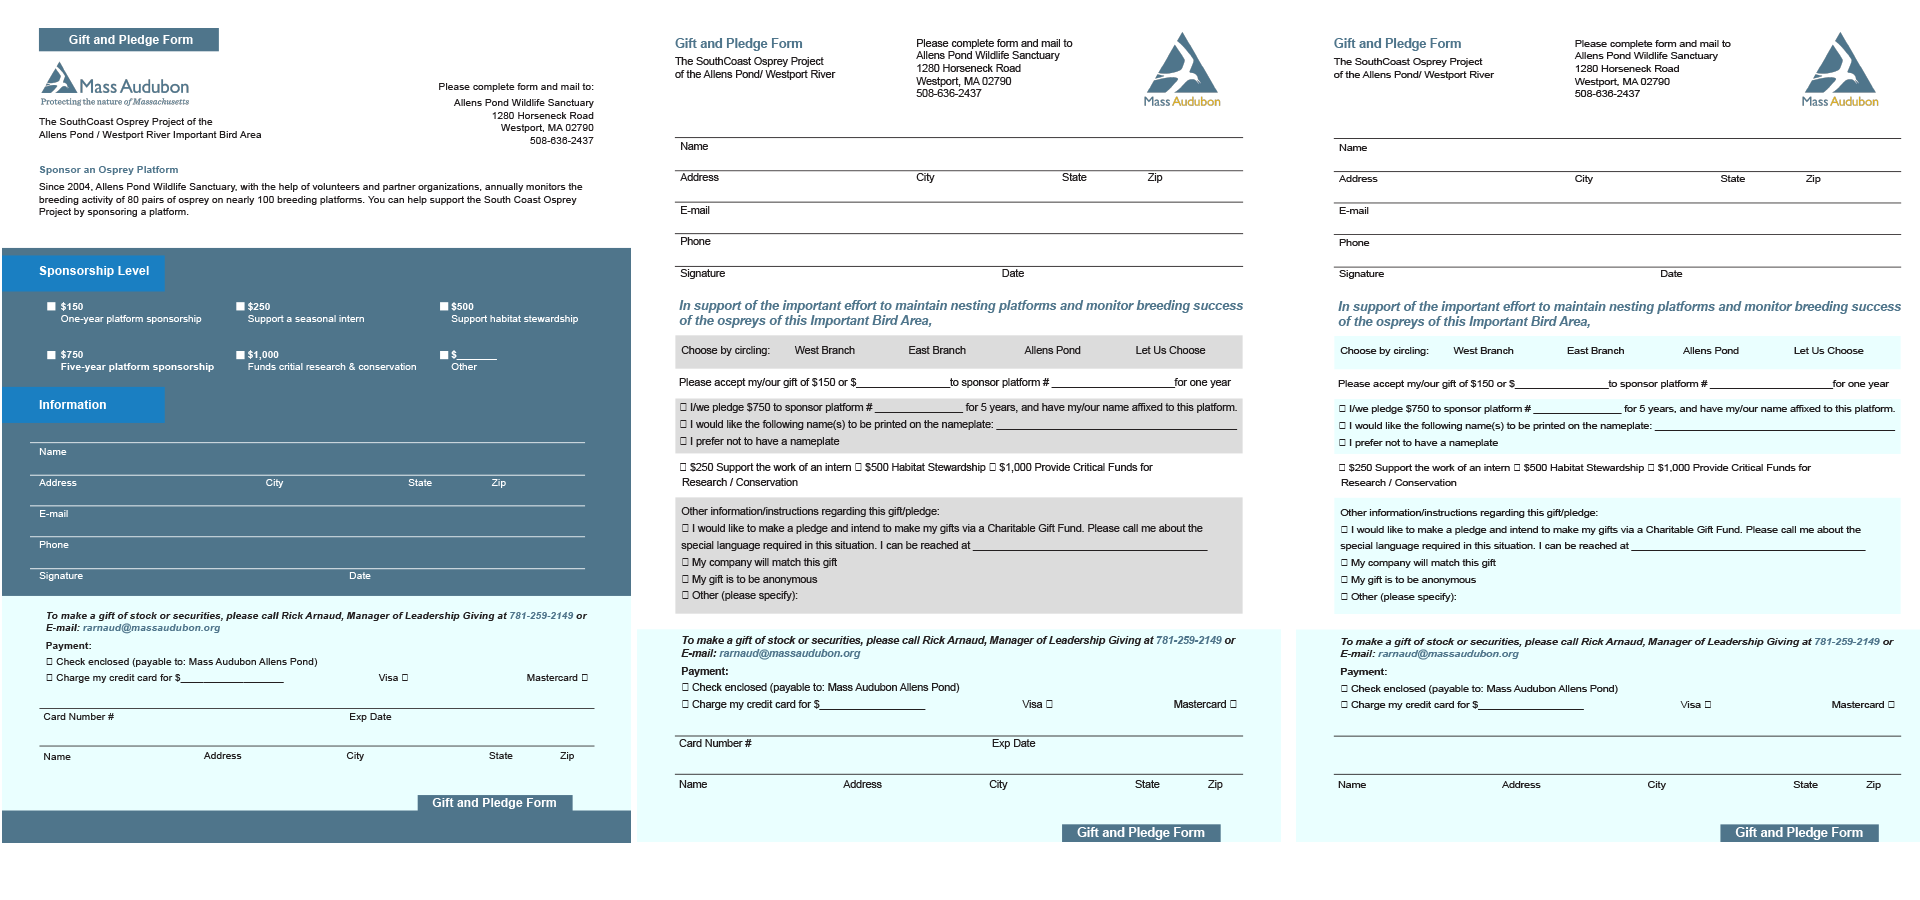 Gift and Pledge Form
Mass Audubon
Protecting the nature of Massachusetts
The SouthCoast Osprey Project of the
Allens Pond / Westport River Important Bird Area
Please complete form and mail to:
Allens Pond Wildlife Sanctuary
1280 Horseneck Road
Westport, MA 02790
508-636-2437
Sponsor an Osprey Platform
Since 2004, Allens Pond Wildlife Sanctuary, with the help of volunteers and partner organizations, annually monitors the
breeding activity of 80 pairs of osprey on nearly 100 breeding platforms. You can help support the South Coast Osprey
Project by sponsoring a platform.
Sponsorship Level
$150 $250 $500
One-year platform sponsorship Support a seasonal intern Support habitat stewardship
$750 $1,000 $_______
Five-year platform sponsorship Funds critial research & conservation Other
Information
Name
Address City State Zip
E-mail
Phone
Signature Date
To make a gift of stock or securities, please call Rick Arnaud, Manager of Leadership Giving at 781-259-2149 or
E-mail: rarnaud@massaudubon.org
Payment:
☐ Check enclosed (payable to: Mass Audubon Allens Pond)
☐ Charge my credit card for $___________________ Visa ☐ Mastercard ☐
Card Number # Exp Date
Name Address City State Zip
Gift and Pledge Form
Gift and Pledge Form
The SouthCoast Osprey Project
of the Allens Pond/ Westport River
Please complete form and mail to
Allens Pond Wildlife Sanctuary
1280 Horseneck Road
Westport, MA 02790
508-636-2437
Mass Audubon
Name
Address City State Zip
E-mail
Phone
Signature Date
In support of the important effort to maintain nesting platforms and monitor breeding success
of the ospreys of this Important Bird Area,
Choose by circling: West Branch East Branch Allens Pond Let Us Choose
Please accept my/our gift of $150 or $________________to sponsor platform # _____________________for one year
☐ I/we pledge $750 to sponsor platform # _______________ for 5 years, and have my/our name affixed to this platform.
☐ I would like the following name(s) to be printed on the nameplate: _________________________________________
☐ I prefer not to have a nameplate
☐ $250 Support the work of an intern ☐ $500 Habitat Stewardship ☐ $1,000 Provide Critical Funds for
Research / Conservation
Other information/instructions regarding this gift/pledge:
☐ I would like to make a pledge and intend to make my gifts via a Charitable Gift Fund. Please call me about the
special language required in this situation. I can be reached at ________________________________________
☐ My company will match this gift
☐ My gift is to be anonymous
☐ Other (please specify):
To make a gift of stock or securities, please call Rick Arnaud, Manager of Leadership Giving at 781-259-2149 or
E-mail: rarnaud@massaudubon.org
Payment:
☐ Check enclosed (payable to: Mass Audubon Allens Pond)
☐ Charge my credit card for $__________________ Visa ☐ Mastercard ☐
Card Number # Exp Date
Name Address City State Zip
Gift and Pledge Form
Gift and Pledge Form
The SouthCoast Osprey Project
of the Allens Pond/ Westport River
Please complete form and mail to
Allens Pond Wildlife Sanctuary
1280 Horseneck Road
Westport, MA 02790
508-636-2437
Mass Audubon
Name
Address City State Zip
E-mail
Phone
Signature Date
In support of the important effort to maintain nesting platforms and monitor breeding success
of the ospreys of this Important Bird Area,
Choose by circling: West Branch East Branch Allens Pond Let Us Choose
Please accept my/our gift of $150 or $________________to sponsor platform # _____________________for one year
☐ I/we pledge $750 to sponsor platform # _______________ for 5 years, and have my/our name affixed to this platform.
☐ I would like the following name(s) to be printed on the nameplate: _________________________________________
☐ I prefer not to have a nameplate
☐ $250 Support the work of an intern ☐ $500 Habitat Stewardship ☐ $1,000 Provide Critical Funds for
Research / Conservation
Other information/instructions regarding this gift/pledge:
☐ I would like to make a pledge and intend to make my gifts via a Charitable Gift Fund. Please call me about the
special language required in this situation. I can be reached at ________________________________________
☐ My company will match this gift
☐ My gift is to be anonymous
☐ Other (please specify):
To make a gift of stock or securities, please call Rick Arnaud, Manager of Leadership Giving at 781-259-2149 or
E-mail: rarnaud@massaudubon.org
Payment:
☐ Check enclosed (payable to: Mass Audubon Allens Pond)
☐ Charge my credit card for $__________________ Visa ☐ Mastercard ☐
Name Address City State Zip
Gift and Pledge Form